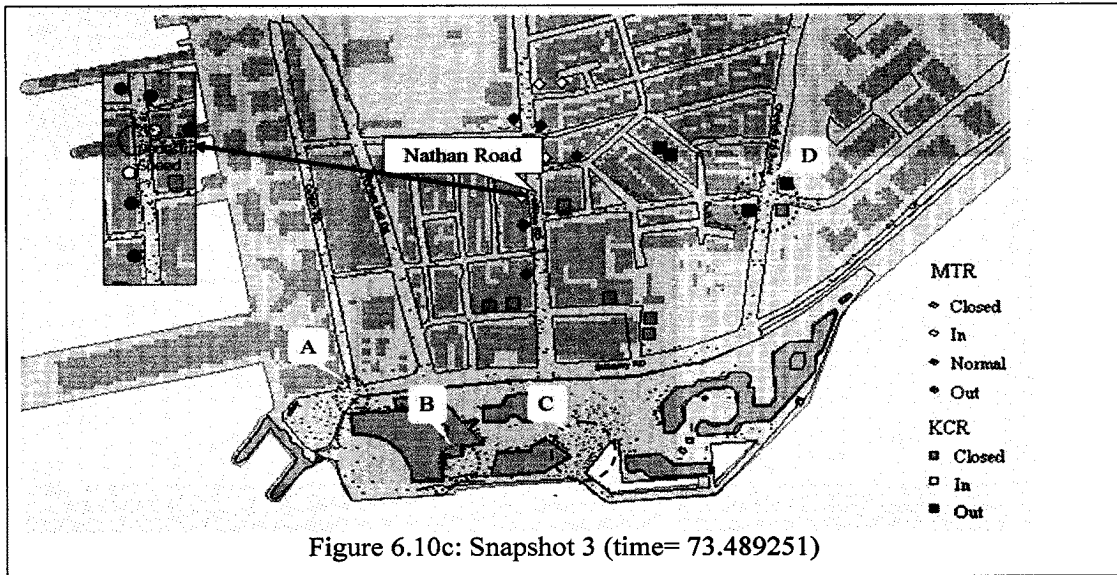 Nathan Road
D
A
B
C
MTR
Closed
In
Normal
Out
KCR
Closed
In
Out
Figure 6.10c: Snapshot 3 (time= 73.489251)